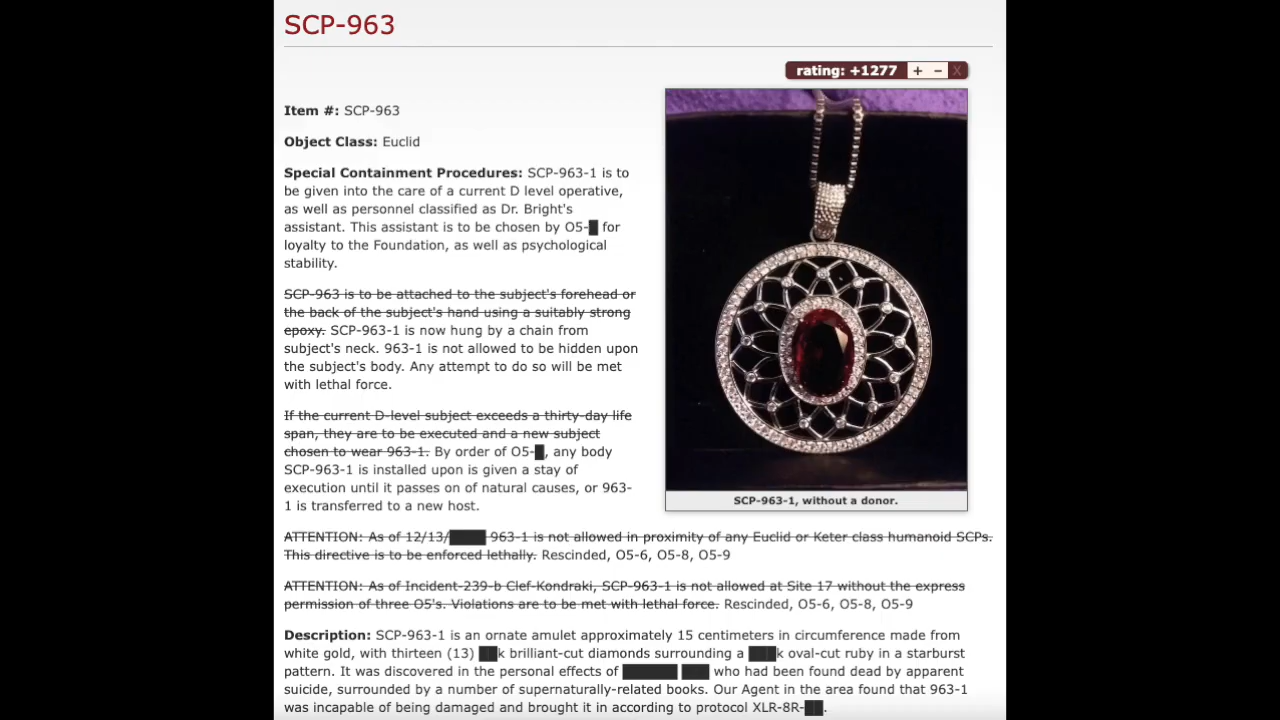 SCP-963
rating: +1277 + – X
Item #: SCP-963
Object Class: Euclid
Special Containment Procedures: SCP-963-1 is to
be given into the care of a current D level operative,
as well as personnel classified as Dr. Bright's
assistant. This assistant is to be chosen by O5-█ for
loyalty to the Foundation, as well as psychological
stability.
SCP-963 is to be attached to the subject's forehead or
the back of the subject's hand using a suitably strong
epoxy. SCP-963-1 is now hung by a chain from
subject's neck. 963-1 is not allowed to be hidden upon
the subject's body. Any attempt to do so will be met
with lethal force.
If the current D-level subject exceeds a thirty-day life
span, they are to be executed and a new subject
chosen to wear 963-1. By order of O5-█, any body
SCP-963-1 is installed upon is given a stay of
execution until it passes on of natural causes, or 963-
1 is transferred to a new host.
SCP-963-1, without a donor.
ATTENTION: As of 12/13/████ 963-1 is not allowed in proximity of any Euclid or Keter class humanoid SCPs.
This directive is to be enforced lethally. Rescinded, O5-6, O5-8, O5-9
ATTENTION: As of Incident-239-b Clef-Kondraki, SCP-963-1 is not allowed at Site 17 without the express
permission of three O5's. Violations are to be met with lethal force. Rescinded, O5-6, O5-8, O5-9
Description: SCP-963-1 is an ornate amulet approximately 15 centimeters in circumference made from
white gold, with thirteen (13) ██k brilliant-cut diamonds surrounding a ███k oval-cut ruby in a starburst
pattern. It was discovered in the personal effects of ██████ ███ who had been found dead by apparent
suicide, surrounded by a number of supernaturally-related books. Our Agent in the area found that 963-1
was incapable of being damaged and brought it in according to protocol XLR-8R-██.